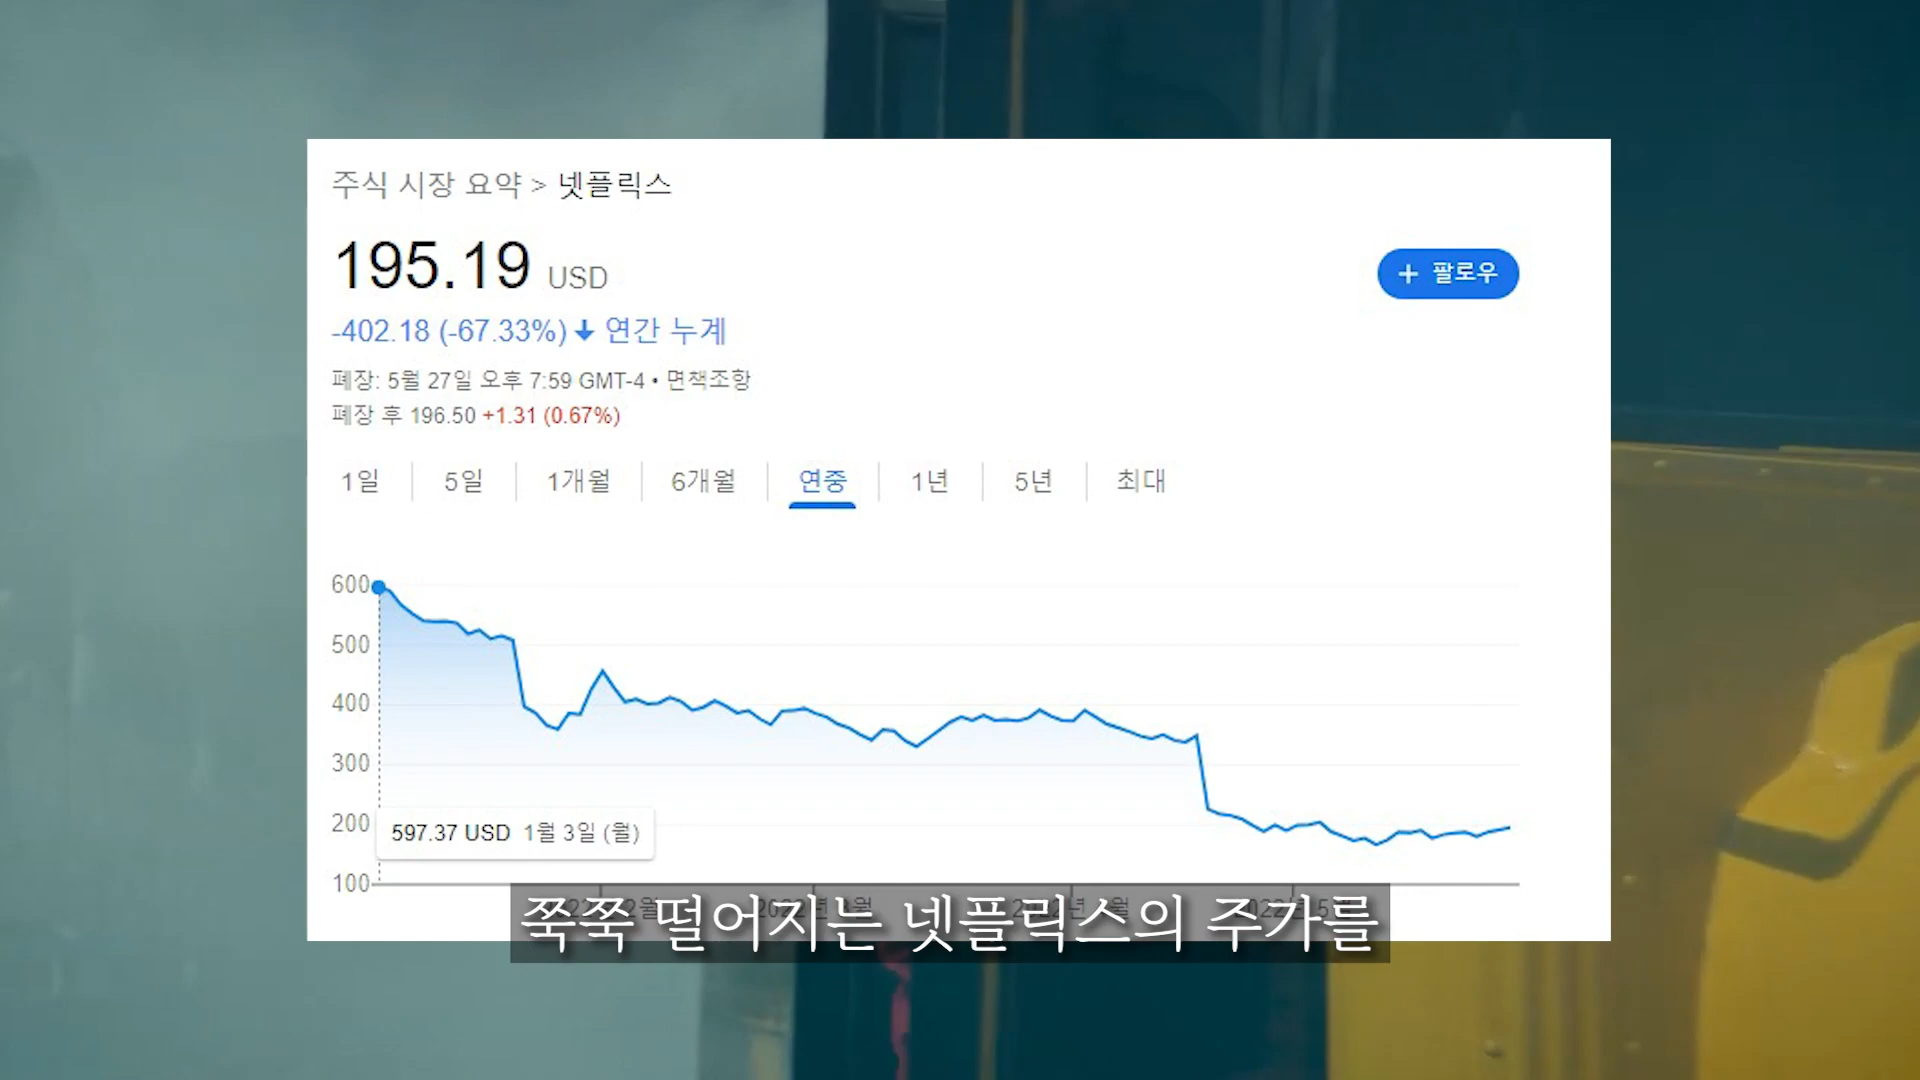 주식 시장 요약 > 넷플릭스
195.19 USD
+ 팔로우
-402.18 (-67.33%) ↓ 연간 누계
폐장: 5월 27일 오후 7:59 GMT-4 • 면책조항
폐장 후 196.50 +1.31 (0.67%)
1일 5일 1개월 6개월 연중 1년 5년 최대
600
500
400
300
200
597.37 USD 1월 3일 (월)
100
쭉쭉 떨어지는 넷플릭스의 주가를